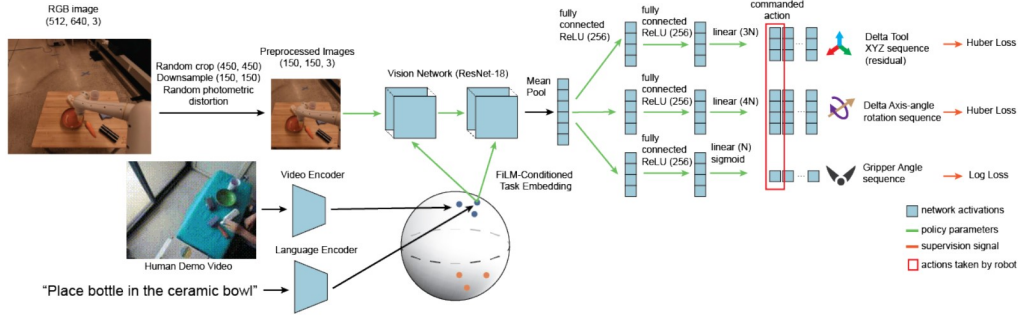 RGB image
(512, 640, 3)
Random crop (450, 450)
Downsample (150, 150)
Random photometric
distortion
Preprocessed Images
(150, 150, 3)
Vision Network (ResNet-18)
Mean
Pool
fully
connected
ReLU (256)
fully
connected
ReLU (256)
fully
connected
ReLU (256)
linear (3N)
commanded
action
Delta Tool
XYZ sequence
(residual)
Huber Loss
fully
connected
ReLU (256)
fully
connected
ReLU (256)
linear (4N)
Delta Axis-angle
rotation sequence
Huber Loss
fully
connected
ReLU (256)
fully
connected
ReLU (256)
linear (N)
sigmoid
Gripper Angle
sequence
Log Loss
Video Encoder
FiLM-Conditioned
Task Embedding
Human Demo Video
Language Encoder
"Place bottle in the ceramic bowl"
network activations
policy parameters
supervision signal
actions taken by robot